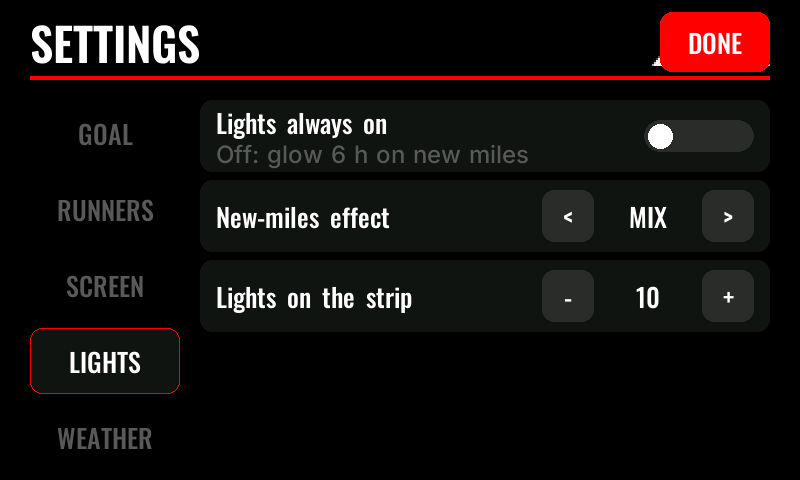 SETTINGS
DONE
GOAL
RUNNERS
SCREEN
LIGHTS
WEATHER
Lights always on
Off: glow 6 h on new miles
New-miles effect
< MIX >
Lights on the strip
- 10 +